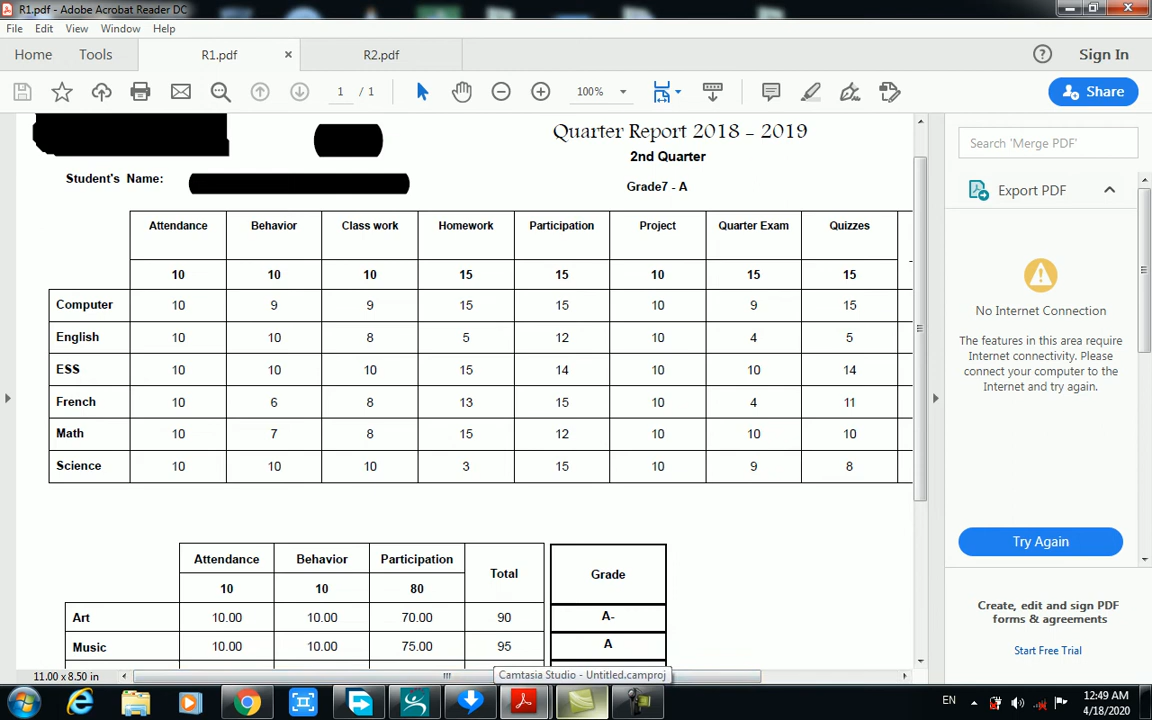 R1.pdf - Adobe Acrobat Reader DC
File Edit View Window Help
Home Tools R1.pdf × R2.pdf Sign In
1 / 1 100% Share
Quarter Report 2018 - 2019
2nd Quarter
Student's Name:
Grade7 - A
Attendance Behavior Class work Homework Participation Project Quarter Exam Quizzes
10 10 10 15 15 10 15 15
Computer 10 9 9 15 15 10 9 15
English 10 10 8 5 12 10 4 5
ESS 10 10 10 15 14 10 10 14
French 10 6 8 13 15 10 4 11
Math 10 7 8 15 12 10 10 10
Science 10 10 10 3 15 10 9 8
Attendance Behavior Participation Total Grade
10 10 80
Art 10.00 10.00 70.00 90 A-
Music 10.00 10.00 75.00 95 A
Search 'Merge PDF'
Export PDF
No Internet Connection
The features in this area require
Internet connectivity. Please
connect your computer to the
Internet and try again.
Try Again
Create, edit and sign PDF
forms & agreements
Start Free Trial
11.00 x 8.50 in
Camtasia Studio - Untitled.camproj
EN
12:49 AM
4/18/2020